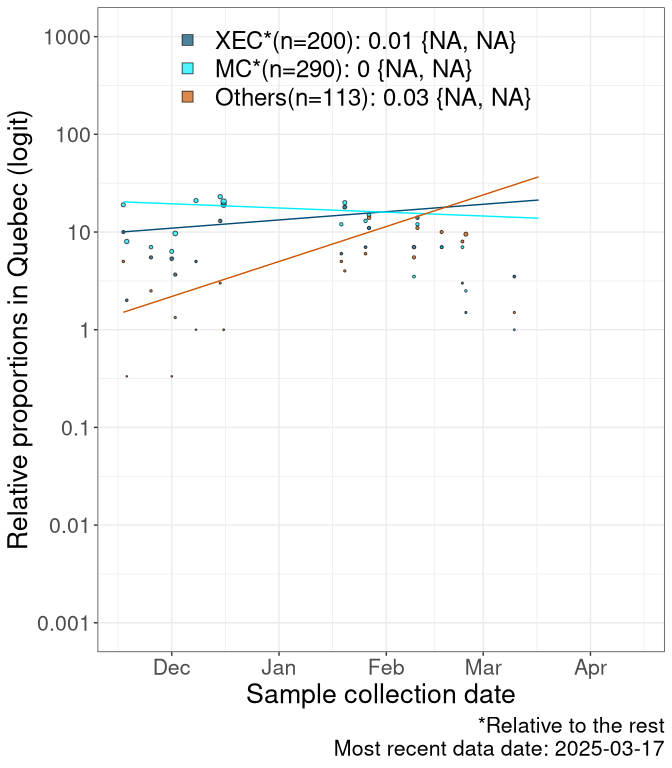 XEC*(n=200): 0.01 {NA, NA}
MC*(n=290): 0 {NA, NA}
Others(n=113): 0.03 {NA, NA}
Relative proportions in Quebec (logit)
1000
100
10
1
0.1
0.01
0.001
Dec Jan Feb Mar Apr
Sample collection date
*Relative to the rest
Most recent data date: 2025-03-17